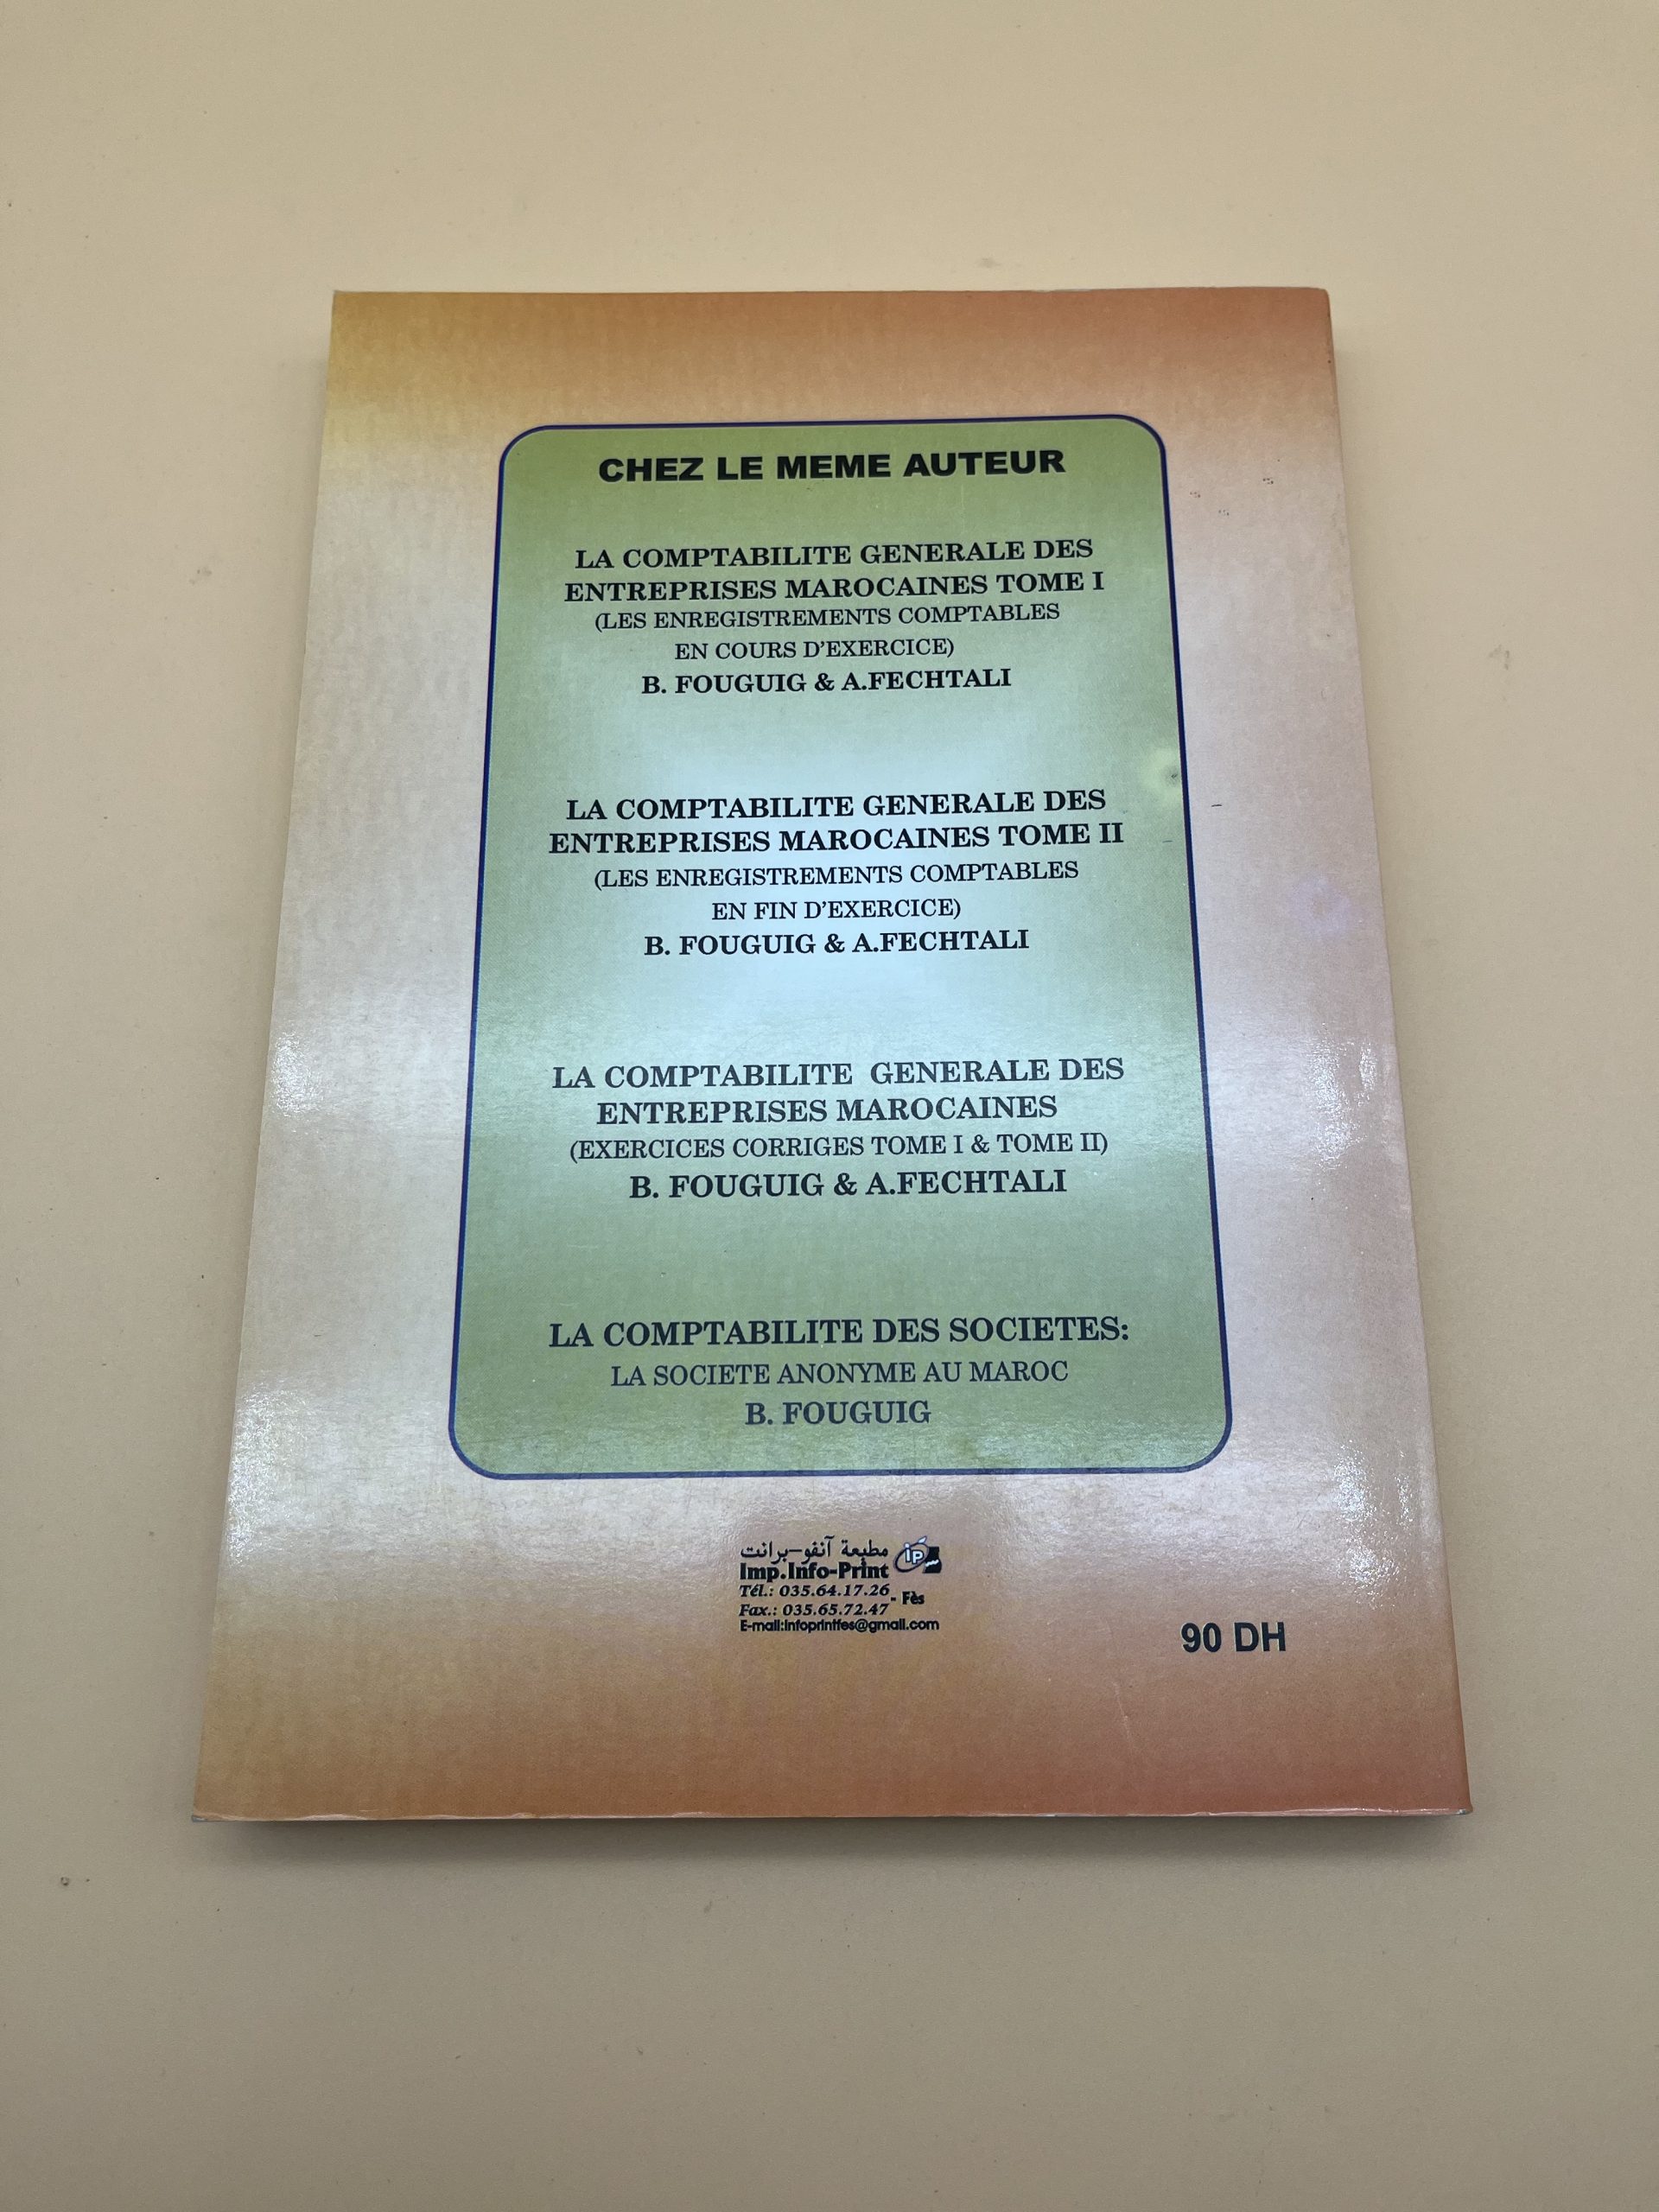 CHEZ LE MEME AUTEUR
LA COMPTABILITE GENERALE DES
ENTREPRISES MAROCAINES TOME I
(LES ENREGISTREMENTS COMPTABLES
EN COURS D'EXERCICE)
B. FOUGUIG & A.FECHTALI
LA COMPTABILITE GENERALE DES
ENTREPRISES MAROCAINES TOME II
(LES ENREGISTREMENTS COMPTABLES
EN FIN D'EXERCICE)
B. FOUGUIG & A.FECHTALI
LA COMPTABILITE GENERALE DES
ENTREPRISES MAROCAINES
(EXERCICES CORRIGES TOME I & TOME II)
B. FOUGUIG & A.FECHTALI
LA COMPTABILITE DES SOCIETES:
LA SOCIETE ANONYME AU MAROC
B. FOUGUIG
مطبعة آنفو–برانت
iP
Imp.Info-Print
Tél.: 035.64.17.26
Fax.: 035.65.72.47 - Fès
E-mail:infoprintfes@gmail.com
90 DH